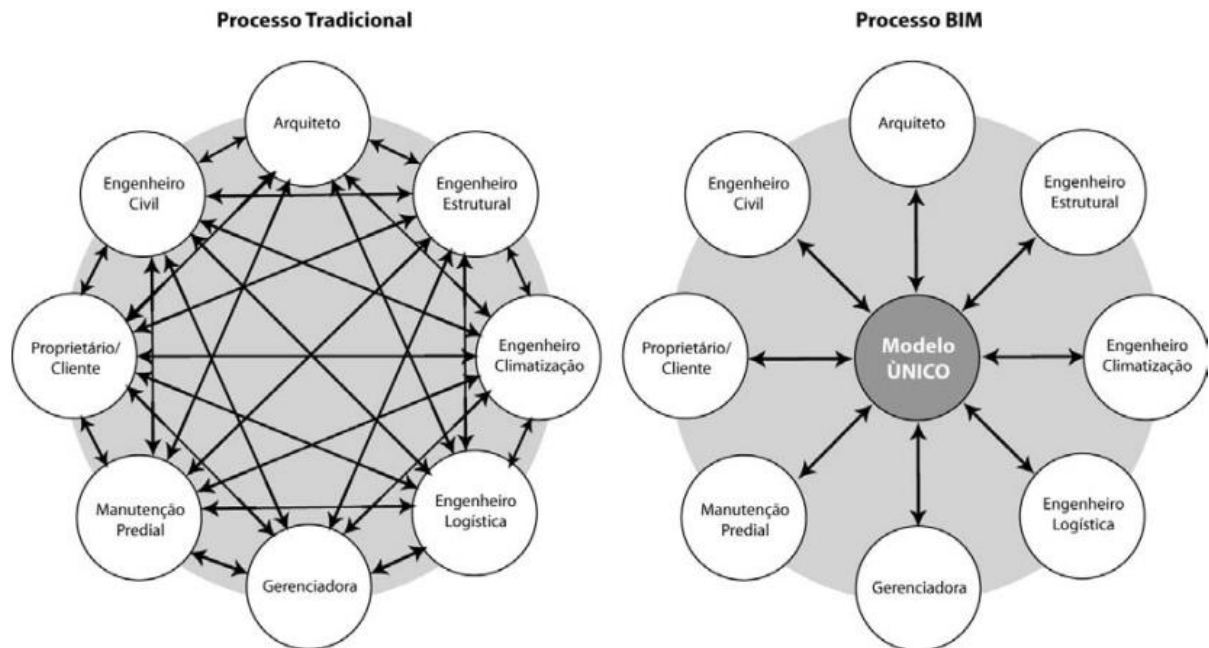 Processo Tradicional
Arquiteto
Engenheiro
Civil
Engenheiro
Estrutural
Proprietário/
Cliente
Engenheiro
Climatização
Manutenção
Predial
Engenheiro
Logística
Gerenciadora
Processo BIM
Arquiteto
Engenheiro
Civil
Engenheiro
Estrutural
Proprietário/
Cliente
Modelo
ÙNICO
Engenheiro
Climatização
Manutenção
Predial
Engenheiro
Logística
Gerenciadora